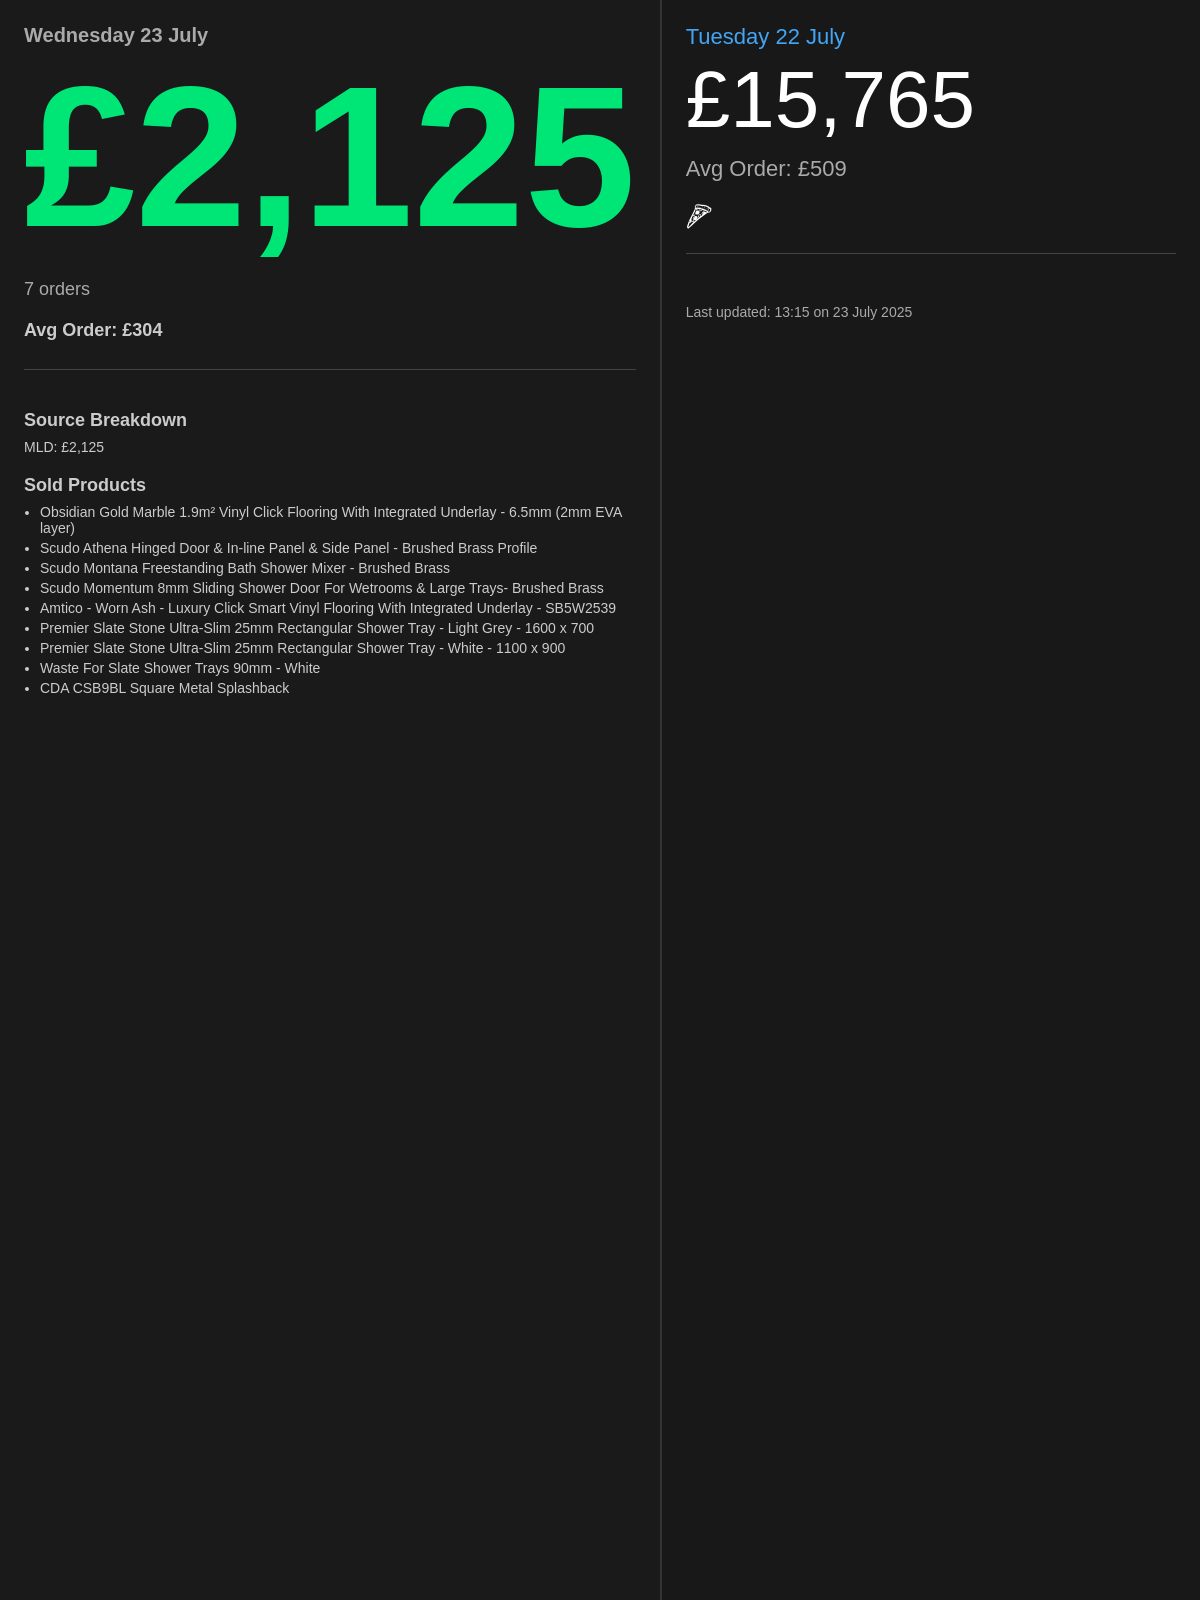 Wednesday 23 July
£2,125
7 orders
Avg Order: £304
Source Breakdown
MLD: £2,125
Sold Products
• Obsidian Gold Marble 1.9m² Vinyl Click Flooring With Integrated Underlay - 6.5mm (2mm EVA
layer)
• Scudo Athena Hinged Door & In-line Panel & Side Panel - Brushed Brass Profile
• Scudo Montana Freestanding Bath Shower Mixer - Brushed Brass
• Scudo Momentum 8mm Sliding Shower Door For Wetrooms & Large Trays- Brushed Brass
• Amtico - Worn Ash - Luxury Click Smart Vinyl Flooring With Integrated Underlay - SB5W2539
• Premier Slate Stone Ultra-Slim 25mm Rectangular Shower Tray - Light Grey - 1600 x 700
• Premier Slate Stone Ultra-Slim 25mm Rectangular Shower Tray - White - 1100 x 900
• Waste For Slate Shower Trays 90mm - White
• CDA CSB9BL Square Metal Splashback
Tuesday 22 July
£15,765
Avg Order: £509
Last updated: 13:15 on 23 July 2025